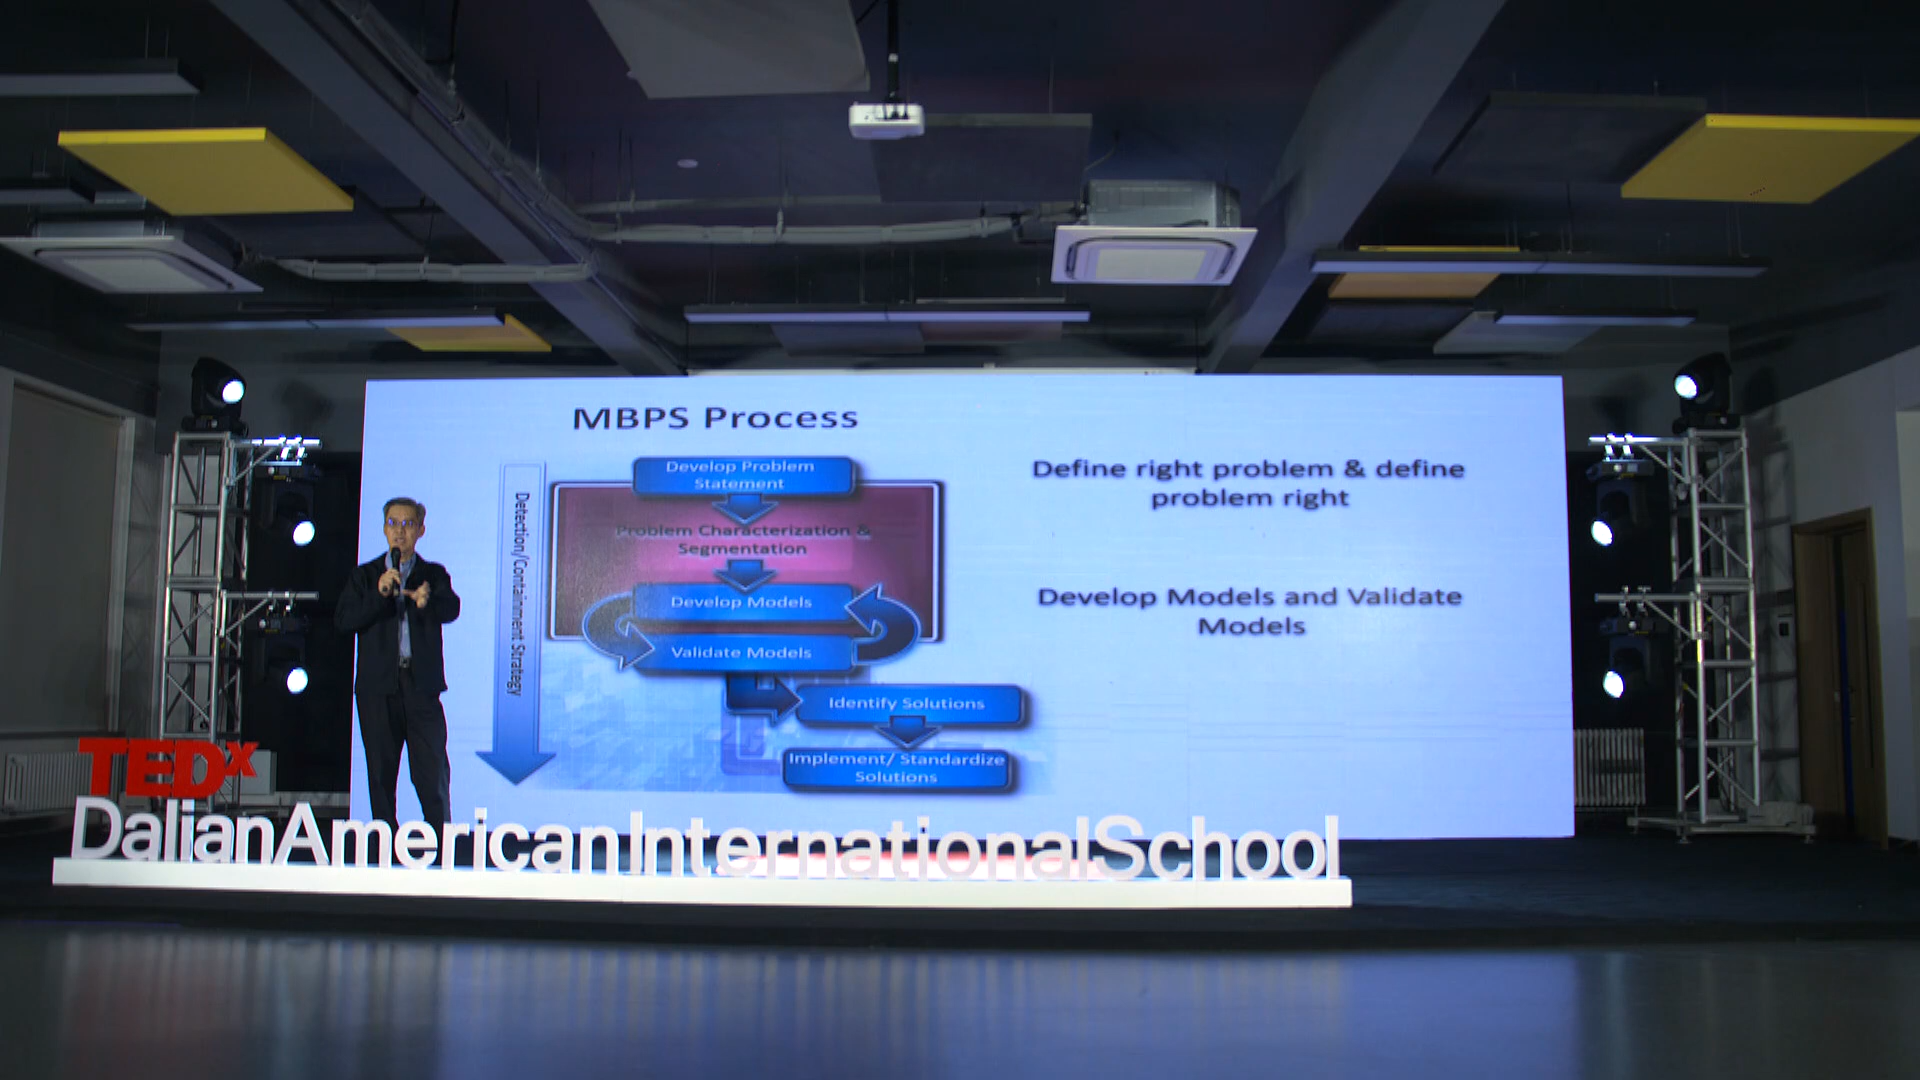 MBPS Process
Detection/Containment Strategy
Develop Problem
Statement
Problem Characterization &
Segmentation
Develop Models
Validate Models
Identify Solutions
Implement/ Standardize
Solutions
Define right problem & define
problem right
Develop Models and Validate
Models
TEDx
DalianAmericanInternationalSchool